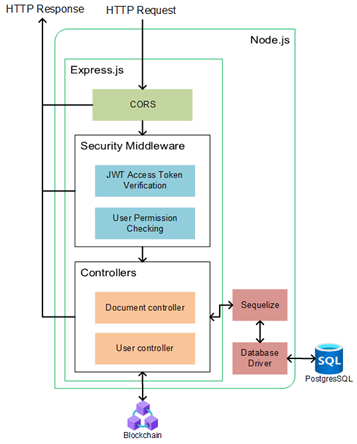 HTTP Response
HTTP Request
Node.js
Express.js
CORS
Security Middleware
JWT Access Token
Verification
User Permission
Checking
Controllers
Document controller
User controller
Sequelize
Database
Driver
SQL
PostgresSQL
Blockchain